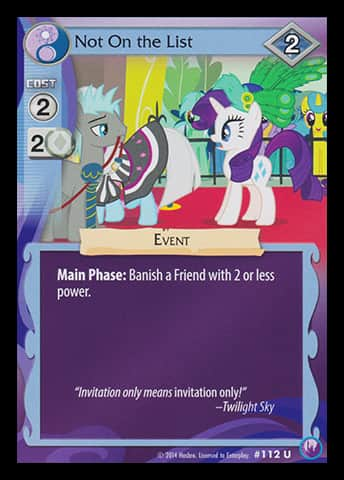 Not On the List
2
COST
2
2
EVENT
Main Phase: Banish a Friend with 2 or less
power.
"Invitation only means invitation only!"
–Twilight Sky
© 2014 Hasbro. Licensed to Enterplay. #112 U